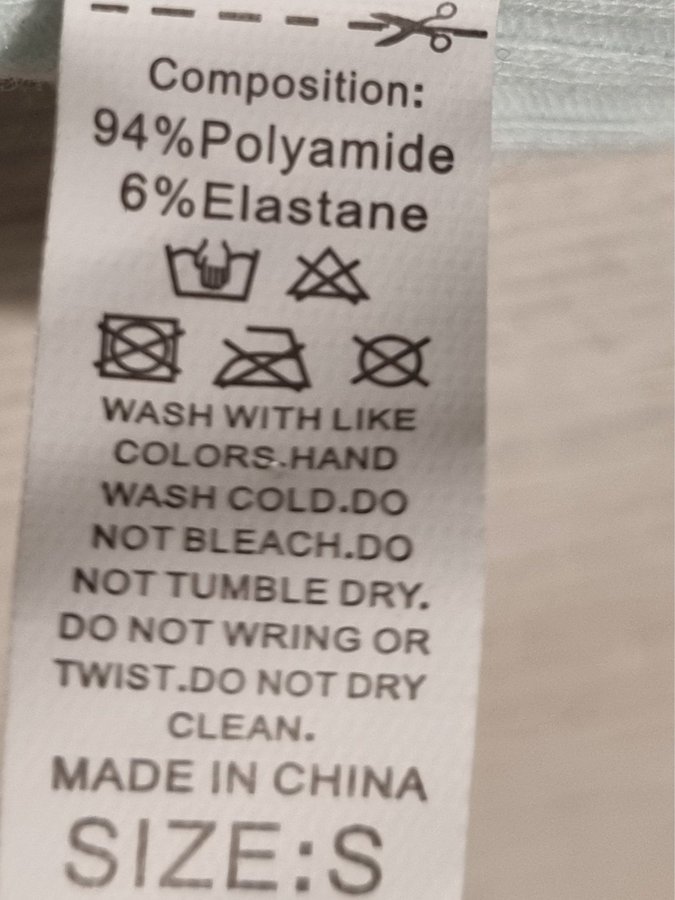 Composition:
94%Polyamide
6%Elastane
WASH WITH LIKE
COLORS.HAND
WASH COLD.DO
NOT BLEACH.DO
NOT TUMBLE DRY.
DO NOT WRING OR
TWIST.DO NOT DRY
CLEAN.
MADE IN CHINA
SIZE:S